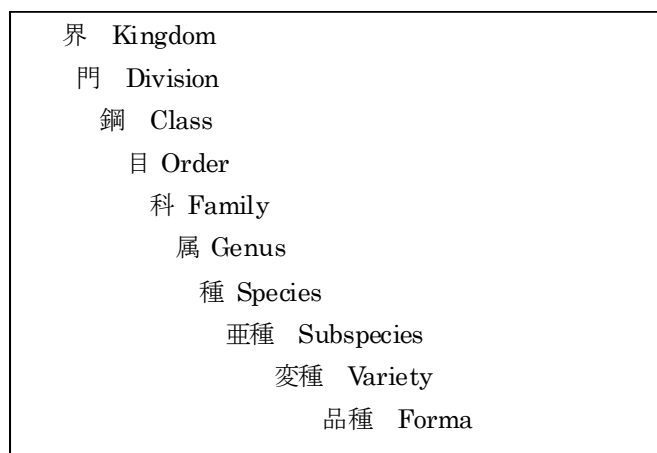 界 Kingdom
門 Division
鋼 Class
目 Order
科 Family
属 Genus
種 Species
亜種 Subspecies
変種 Variety
品種 Forma